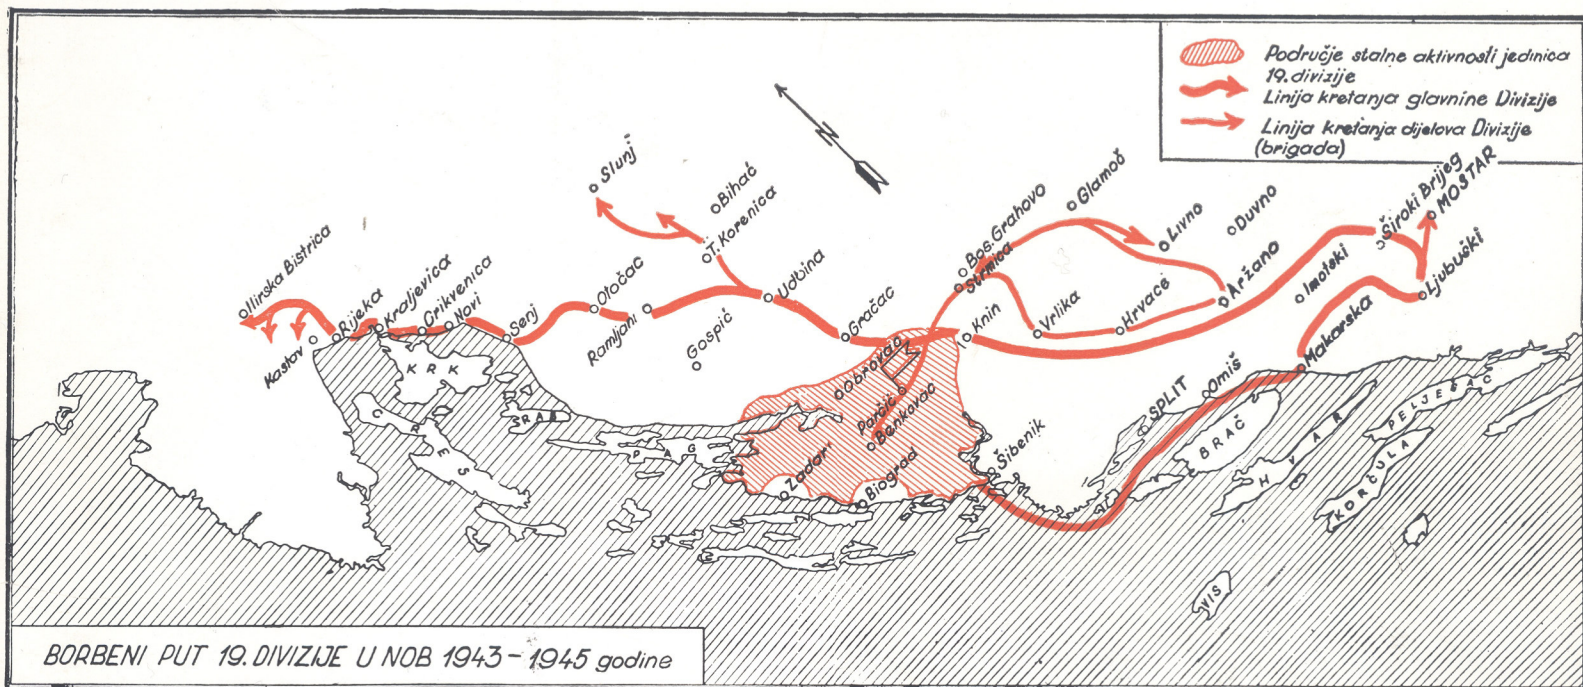 Područje stalne aktivnosti jedinica
19. divizije
Linija kretanja glavnine Divizije
Linija kretanja dijelova Divizije
(brigada)
N
Slunj
Bihać
T. Korenica
Bos. Grahovo
Strmica
Glamoč
Livno
Duvno
Široki Brijeg
MOSTAR
Ilirska Bistrica
Rijeka
Kraljevica
Crikvenica
Novi
Senj
Otočac
Ramljani
Udbina
Gospić
Gračac
Knin
Vrlika
Hrvace
Aržano
Imotski
Makarska
Ljubuški
Kastav
KRK
CRES
RAB
PAG
Obrovac
Parčić
Benkovac
Zadar
Biograd
Šibenik
SPLIT
Omiš
BRAČ
HVAR
PELJEŠAC
KORČULA
VIS
BORBENI PUT 19. DIVIZIJE U NOB 1943-1945 godine